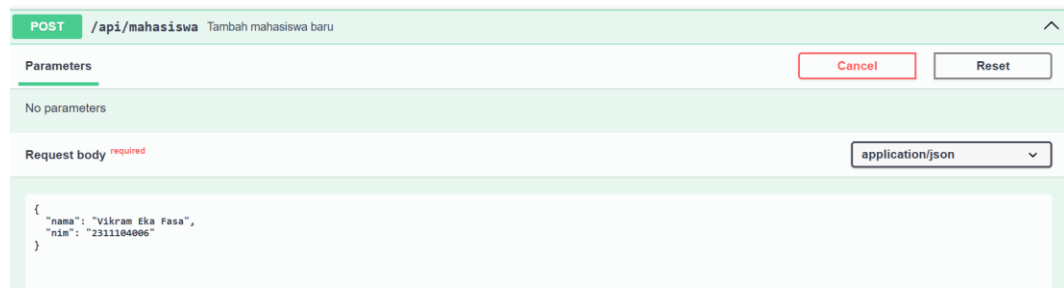 POST /api/mahasiswa Tambah mahasiswa baru
Parameters Cancel Reset
No parameters
Request body required application/json
{
"nama": "Vikram Eka Fasa",
"nim": "2311104006"
}